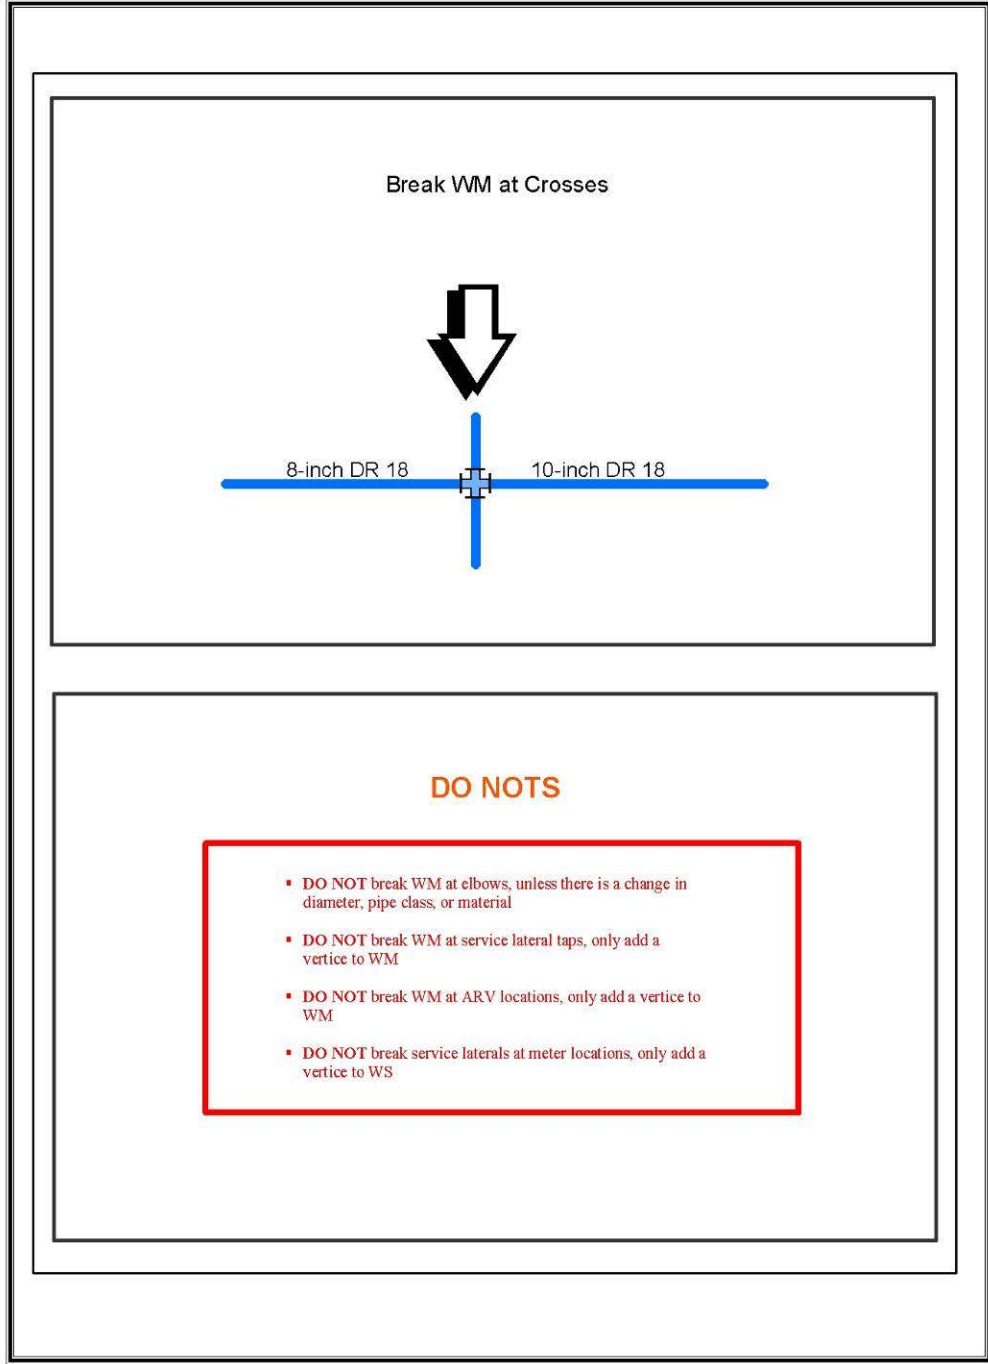 Break WM at Crosses
8-inch DR 18
10-inch DR 18
DO NOTS
▪ DO NOT break WM at elbows, unless there is a change in
diameter, pipe class, or material
▪ DO NOT break WM at service lateral taps, only add a
vertice to WM
▪ DO NOT break WM at ARV locations, only add a vertice to
WM
▪ DO NOT break service laterals at meter locations, only add a
vertice to WS